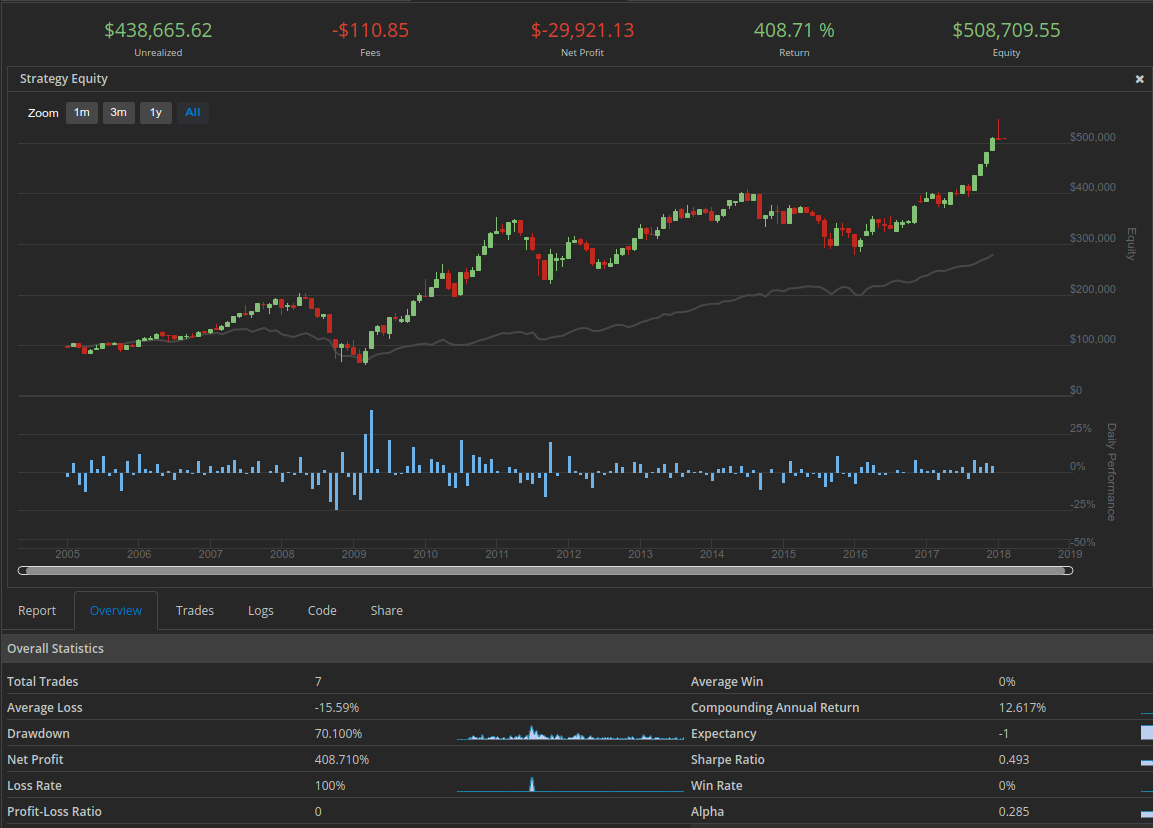 $438,665.62 -$110.85 $-29,921.13 408.71 % $508,709.55
Unrealized Fees Net Profit Return Equity
Strategy Equity ×
Zoom 1m 3m 1y All
$500,000
$400,000
$300,000
Equity
$200,000
$100,000
$0
25%
0%
-25%
-50%
Daily Performance
2005 2006 2007 2008 2009 2010 2011 2012 2013 2014 2015 2016 2017 2018 2019
Report Overview Trades Logs Code Share
Overall Statistics
Total Trades 7 Average Win 0%
Average Loss -15.59% Compounding Annual Return 12.617%
Drawdown 70.100% Expectancy -1
Net Profit 408.710% Sharpe Ratio 0.493
Loss Rate 100% Win Rate 0%
Profit-Loss Ratio 0 Alpha 0.285